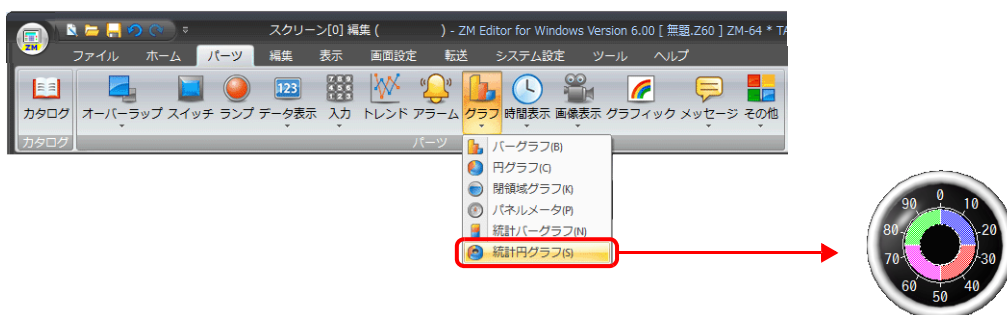 スクリーン[0] 編集 ( ) - ZM Editor for Windows Version 6.00 [ 無題.Z60 ] ZM-64 * TA
ZM
ファイル ホーム パーツ 編集 表示 画面設定 転送 システム設定 ツール ヘルプ
123
カタログ オーバーラップ スイッチ ランプ データ表示 入力 トレンド アラーム グラフ 時間表示 画像表示 グラフィック メッセージ その他
カタログ パーツ
バーグラフ(B)
円グラフ(C)
閉領域グラフ(K)
パネルメータ(P)
統計バーグラフ(N)
統計円グラフ(S)
0
90 10
80 20
70 30
60 40
50